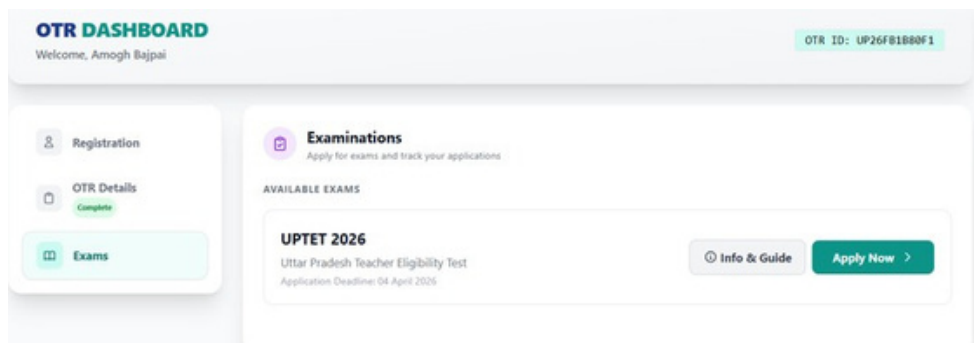 OTR DASHBOARD
Welcome, Amogh Bajpai
OTR ID: UP26FB1B80F1
Registration
OTR Details
Complete
Exams
Examinations
Apply for exams and track your applications
AVAILABLE EXAMS
UPTET 2026
Uttar Pradesh Teacher Eligibility Test
Application Deadline: 04 April 2026
Info & Guide
Apply Now